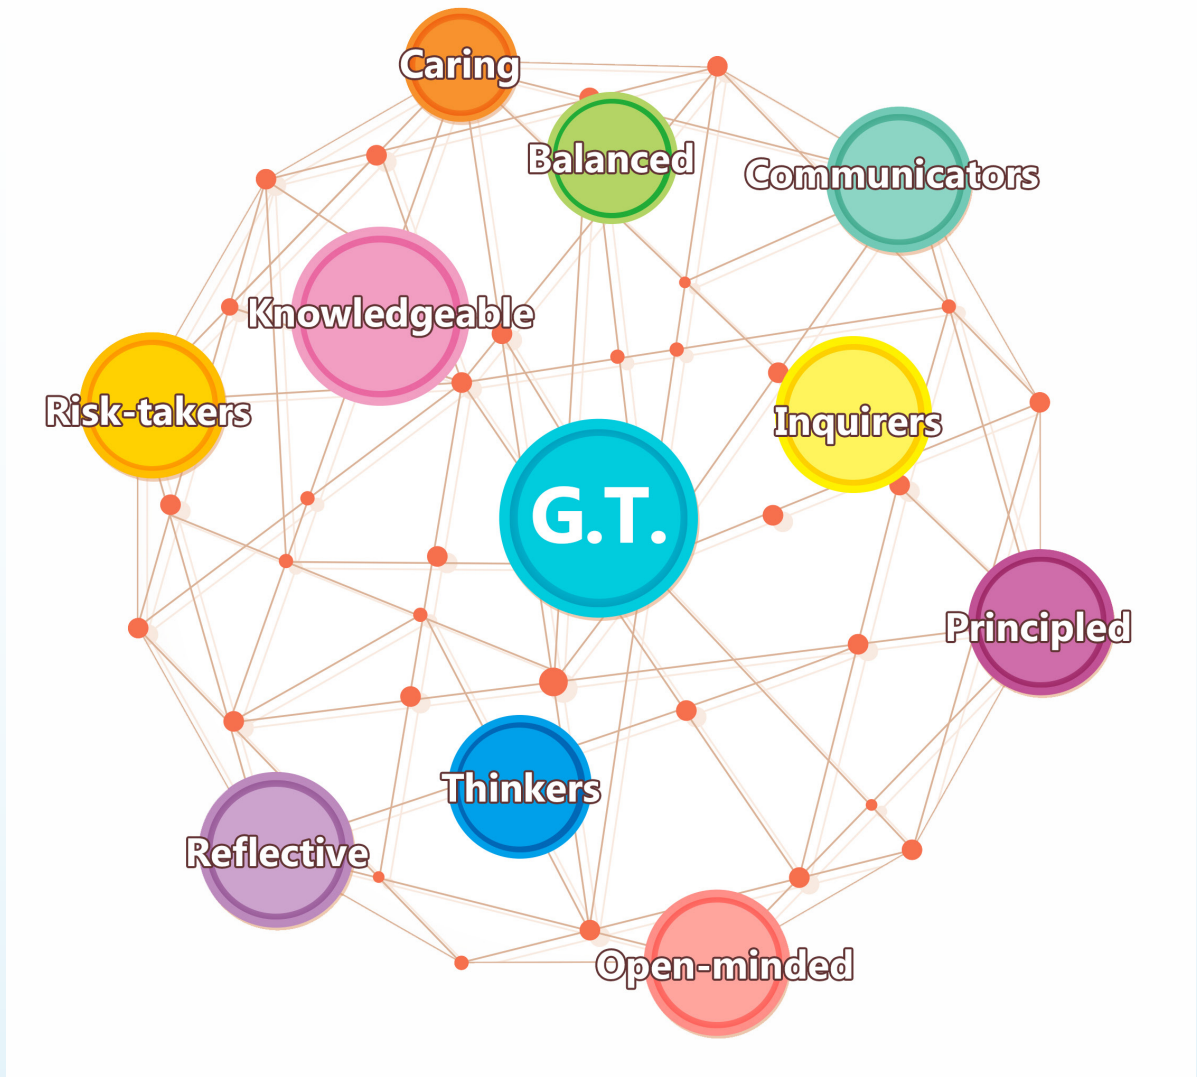 Caring
Balanced
Communicators
Knowledgeable
Risk-takers
Inquirers
G.T.
Principled
Thinkers
Reflective
Open-minded